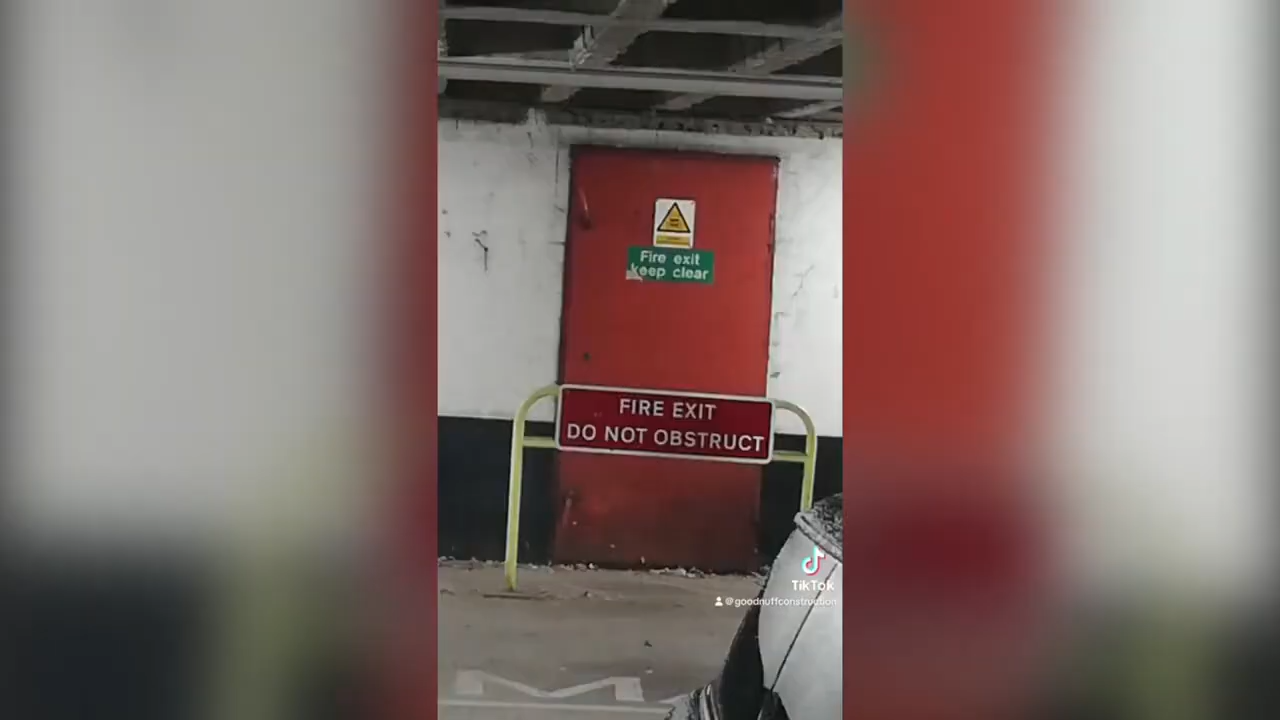 Fire exit
keep clear
FIRE EXIT
DO NOT OBSTRUCT
TikTok
@goodnuffconstruction